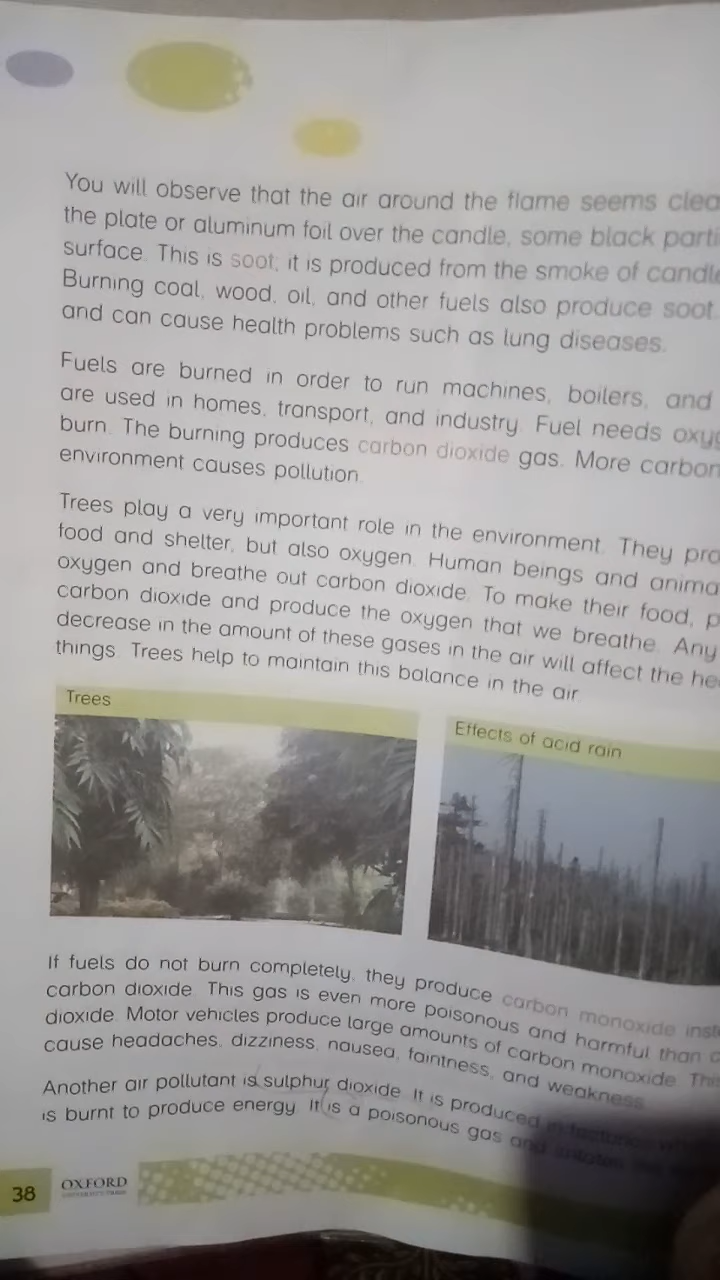 You will observe that the air around the flame seems
the plate or aluminum foil over the candle, some black
surface. This is soot; it is produced from the smoke of
Burning coal, wood, oil, and other fuels also produce soot.
and can cause health problems such as lung diseases.
Fuels are burned in order to run machines, boilers, and
are used in homes, transport, and industry. Fuel needs
burn. The burning produces carbon dioxide gas. More carbon
environment causes pollution.
Trees play a very important role in the environment. They
food and shelter, but also oxygen. Human beings and
oxygen and breathe out carbon dioxide. To make their food,
carbon dioxide and produce the oxygen that we breathe. Any
decrease in the amount of these gases in the air will affect the
things. Trees help to maintain this balance in the air.
Trees
Effects of acid rain
If fuels do not burn completely, they produce carbon monoxide
carbon dioxide. This gas is even more poisonous and harmful than
dioxide. Motor vehicles produce large amounts of carbon monoxide.
cause headaches, dizziness, nausea, faintness, and weakness.
Another air pollutant is sulphur dioxide. It is produced in
is burnt to produce energy. It is a poisonous gas and
38
OXFORD
UNIVERSITY PRESS